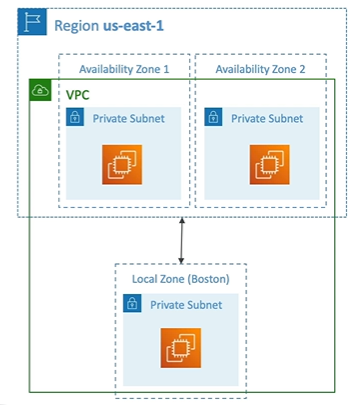 Region us-east-1
Availability Zone 1
Availability Zone 2
VPC
Private Subnet
Private Subnet
Local Zone (Boston)
Private Subnet